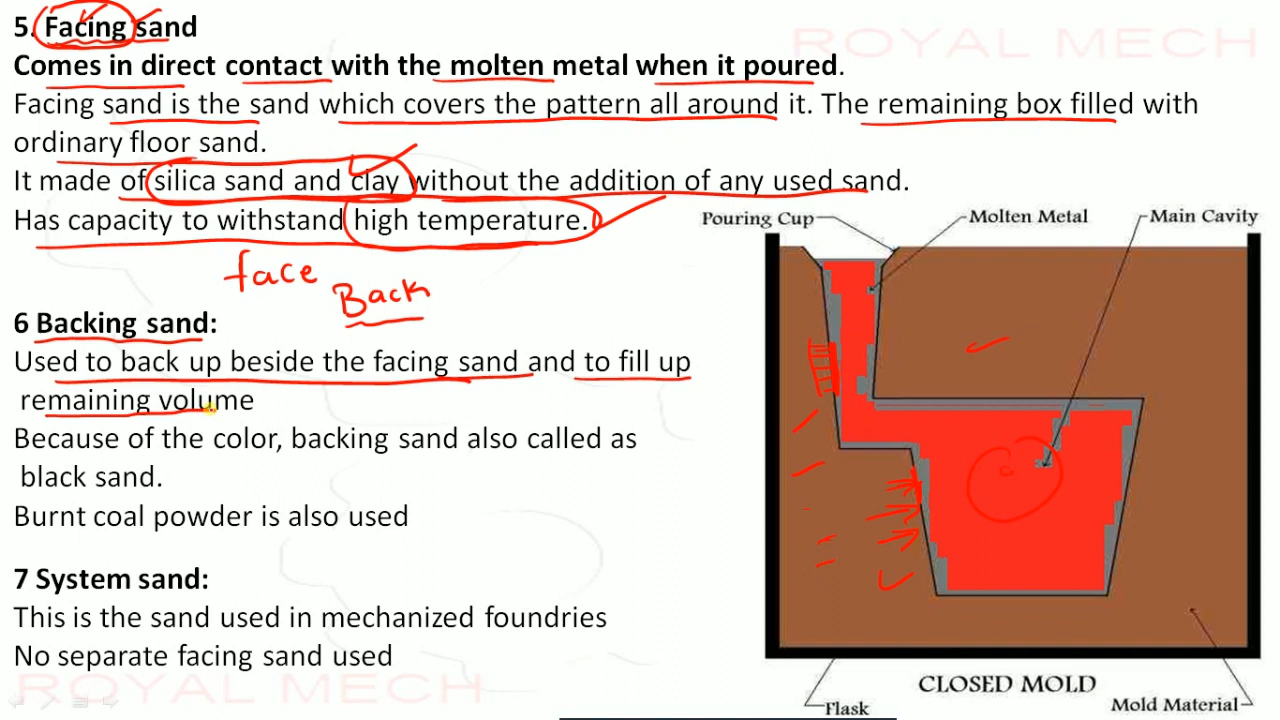 5. Facing sand
ROYAL MECH
Comes in direct contact with the molten metal when it poured.
Facing sand is the sand which covers the pattern all around it. The remaining box filled with
ordinary floor sand.
It made of silica sand and clay without the addition of any used sand.
Has capacity to withstand high temperature.
face
Back
6 Backing sand:
Used to back up beside the facing sand and to fill up
remaining volume
Because of the color, backing sand also called as
black sand.
Burnt coal powder is also used
7 System sand:
This is the sand used in mechanized foundries
No separate facing sand used
ROYAL MECH
Pouring Cup
Molten Metal
Main Cavity
CLOSED MOLD
Flask
Mold Material